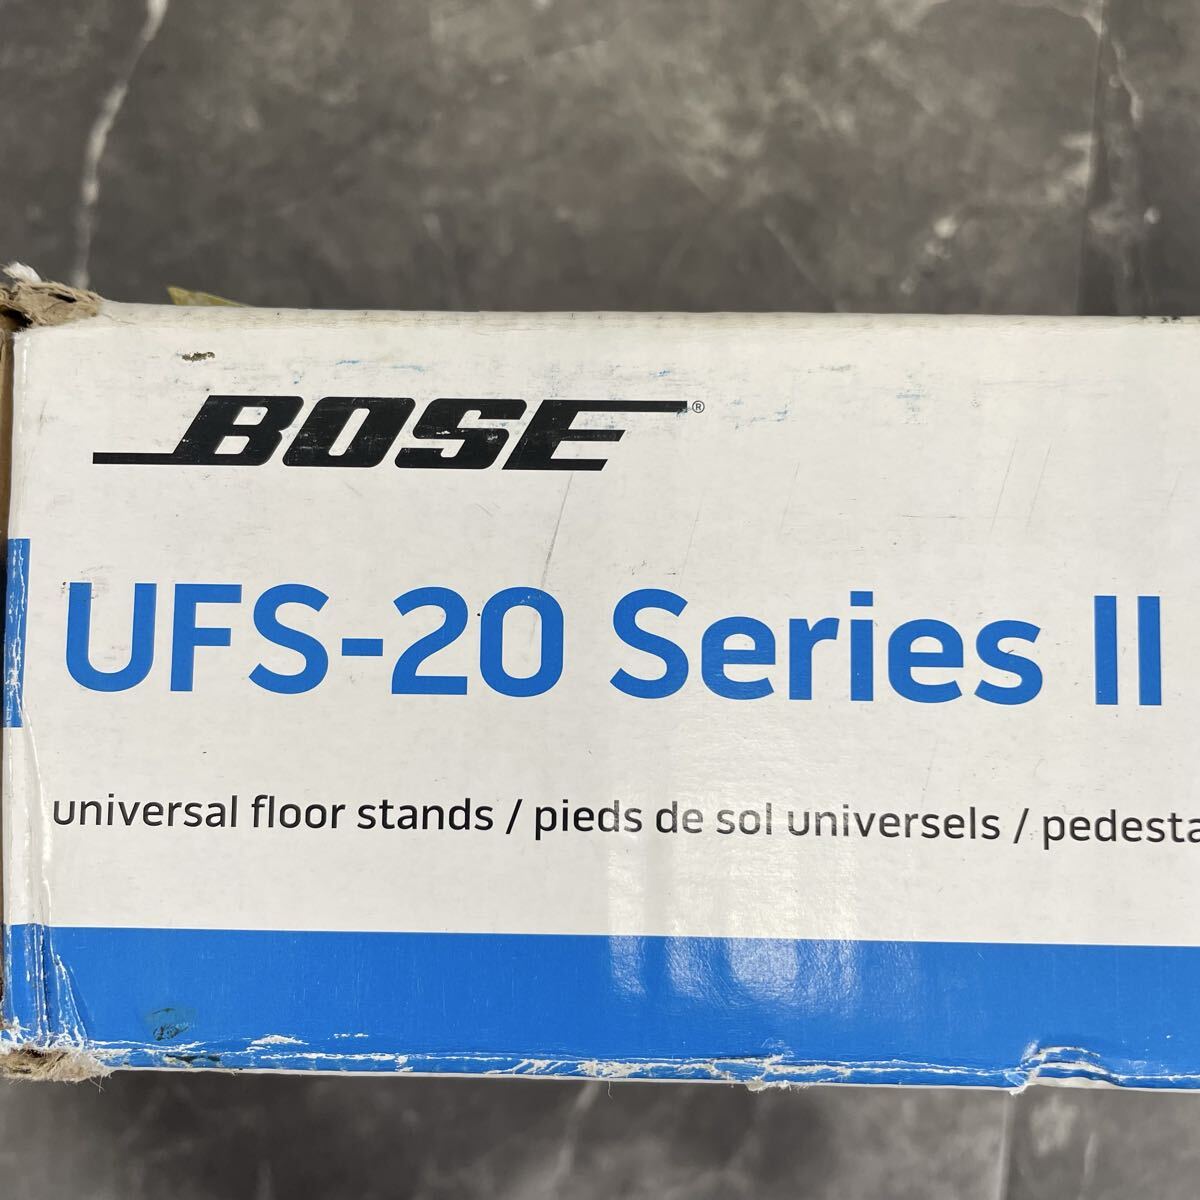 BOSE®
UFS-20 Series II
universal floor stands / pieds de sol universels / pedesta